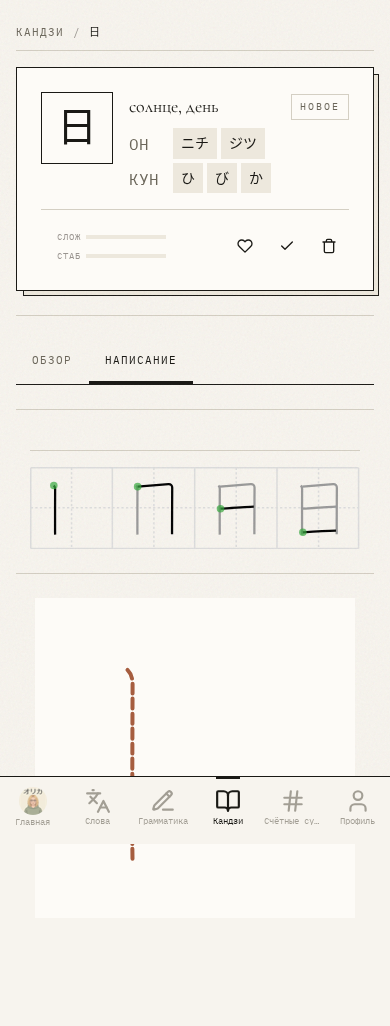 КАНДЗИ / 日
日
солнце, день
НОВОЕ
ОН ニチ ジツ
КУН ひ び か
СЛОЖ
СТАБ
ОБЗОР НАПИСАНИЕ
オリカ
Главная Слова Грамматика Кандзи Счётные су… Профиль